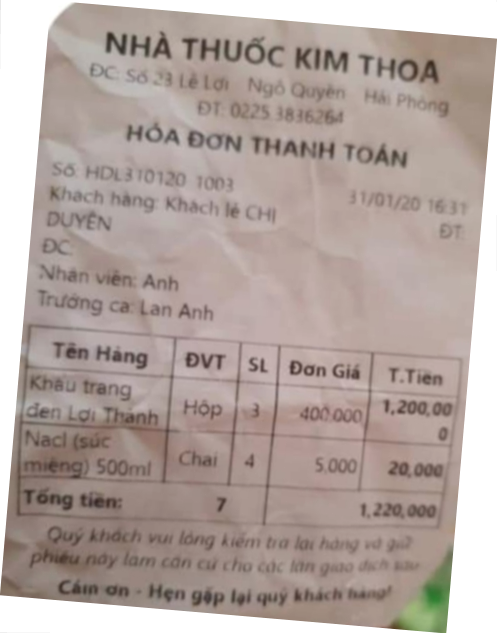 NHÀ THUỐC KIM THOA
ĐC: Số 23 Lê Lợi Ngô Quyền Hải Phòng
ĐT: 0225 3836264
HÓA ĐƠN THANH TOÁN
Số: HDL310120 1003 31/01/20 16:31
Khách hàng: Khách lẻ CHỊ DUYÊN ĐT:
ĐC:
Nhân viên: Anh
Trưởng ca: Lan Anh
Tên Hàng ĐVT SL Đơn Giá T.Tiền
Khẩu trang đen Lợi Thành Hộp 3 400,000 1,200,000
Nacl (súc miệng) 500ml Chai 4 5,000 20,000
Tổng tiền: 7 1,220,000
Quý khách vui lòng kiểm tra lại hàng và giữ
phiếu này làm căn cứ cho các lần giao dịch sau
Cảm ơn - Hẹn gặp lại quý khách hàng!